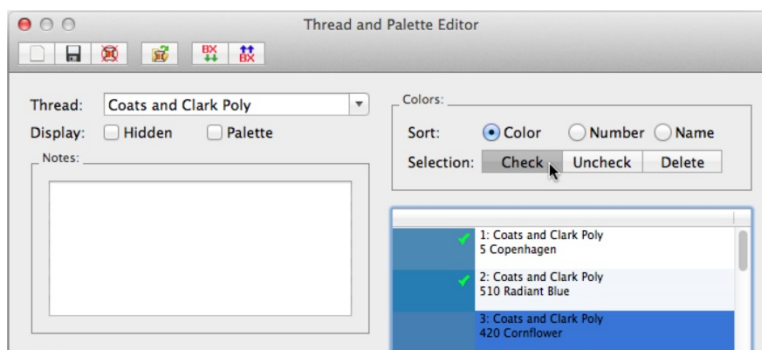 Thread and Palette Editor
BX
BX
Thread: Coats and Clark Poly
Display: Hidden Palette
Notes:
Colors:
Sort: Color Number Name
Selection: Check Uncheck Delete
1: Coats and Clark Poly
5 Copenhagen
2: Coats and Clark Poly
510 Radiant Blue
3: Coats and Clark Poly
420 Cornflower